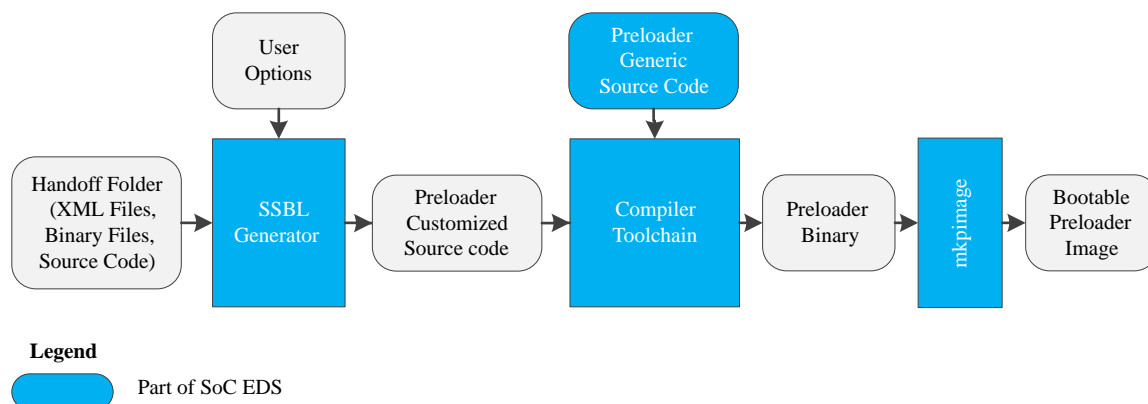 User
Options
Preloader
Generic
Source Code
Handoff Folder
(XML Files,
Binary Files,
Source Code)
SSBL
Generator
Preloader
Customized
Source code
Compiler
Toolchain
Preloader
Binary
mkpimage
Bootable
Preloader
Image
Legend
Part of SoC EDS